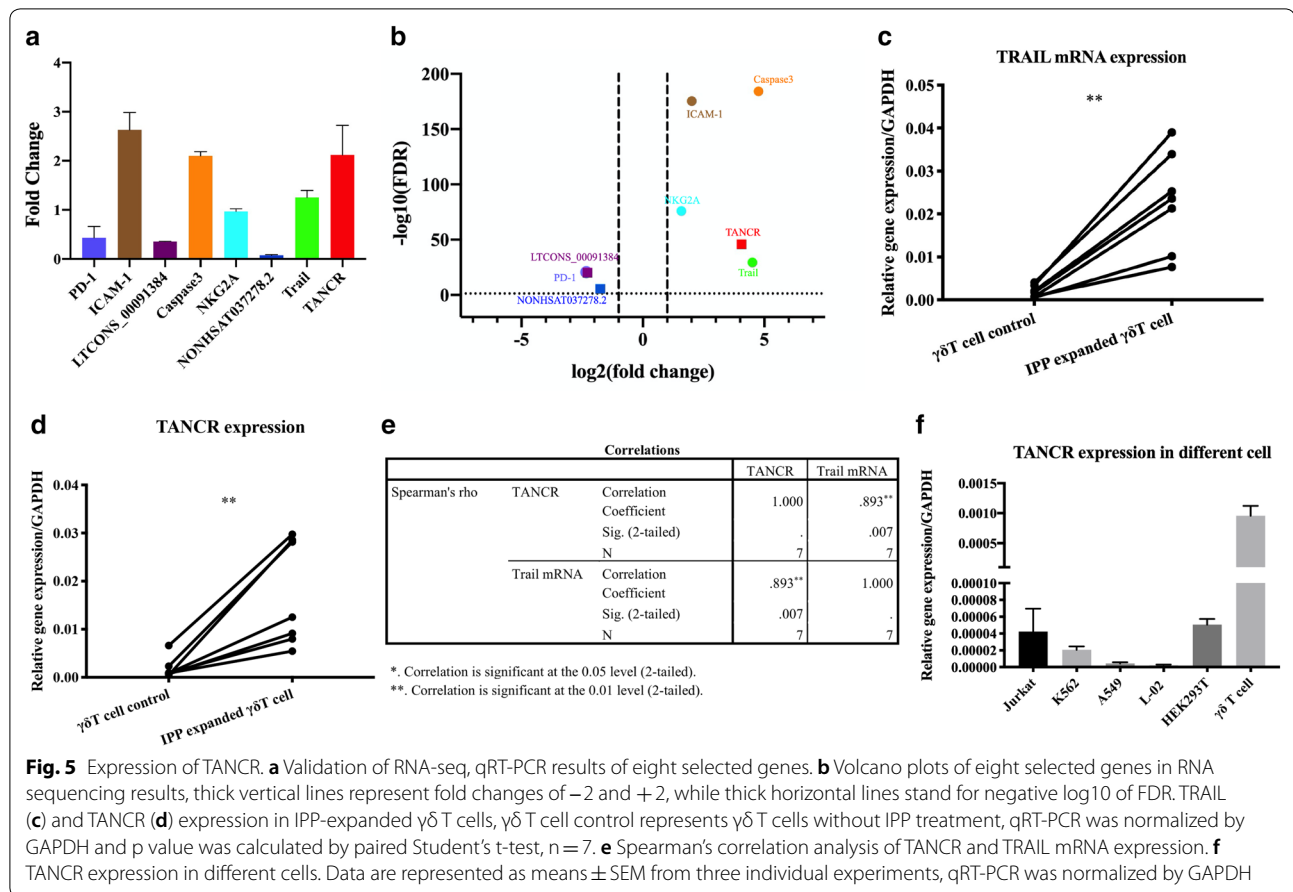 a
Fold Change
4
3
2
1
0
PD-1
ICAM-1
LTCONS_00091384
Caspase3
NKG2A
NONHSAT037278.2
Trail
TANCR
b
-log10(FDR)
200
150
100
50
0
Caspase3
ICAM-1
NKG2A
TANCR
Trail
LTCONS_00091384
PD-1
NONHSAT037278.2
-5
0
5
log2(fold change)
c
TRAIL mRNA expression
Relative gene expression/GAPDH
0.05
0.04
0.03
0.02
0.01
0.00
**
γδT cell control
IPP expanded γδT cell
d
TANCR expression
Relative gene expression/GAPDH
0.04
0.03
0.02
0.01
0.00
**
γδT cell control
IPP expanded γδT cell
e
Correlations
TANCR Trail mRNA
Spearman's rho TANCR Correlation Coefficient 1.000 .893**
Sig. (2-tailed) . .007
N 7 7
Trail mRNA Correlation Coefficient .893** 1.000
Sig. (2-tailed) .007 .
N 7 7
*. Correlation is significant at the 0.05 level (2-tailed).
**. Correlation is significant at the 0.01 level (2-tailed).
f
TANCR expression in different cell
Relative gene expression/GAPDH
0.0015
0.0010
0.0005
0.00010
0.00008
0.00006
0.00004
0.00002
0.00000
Jurkat
K562
A549
L-02
HEK293T
γδ T cell
Fig. 5 Expression of TANCR. a Validation of RNA-seq, qRT-PCR results of eight selected genes. b Volcano plots of eight selected genes in RNA
sequencing results, thick vertical lines represent fold changes of −2 and +2, while thick horizontal lines stand for negative log10 of FDR. TRAIL
(c) and TANCR (d) expression in IPP-expanded γδ T cells, γδ T cell control represents γδ T cells without IPP treatment, qRT-PCR was normalized by
GAPDH and p value was calculated by paired Student's t-test, n = 7. e Spearman's correlation analysis of TANCR and TRAIL mRNA expression. f
TANCR expression in different cells. Data are represented as means ± SEM from three individual experiments, qRT-PCR was normalized by GAPDH